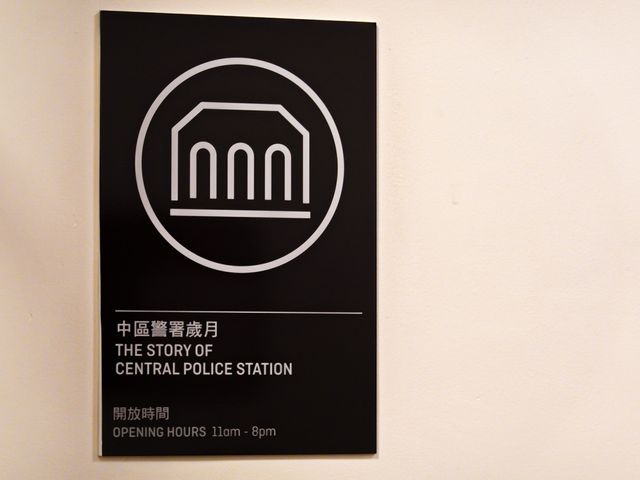 中區警署歲月
THE STORY OF
CENTRAL POLICE STATION
開放時間
OPENING HOURS 11am - 8pm